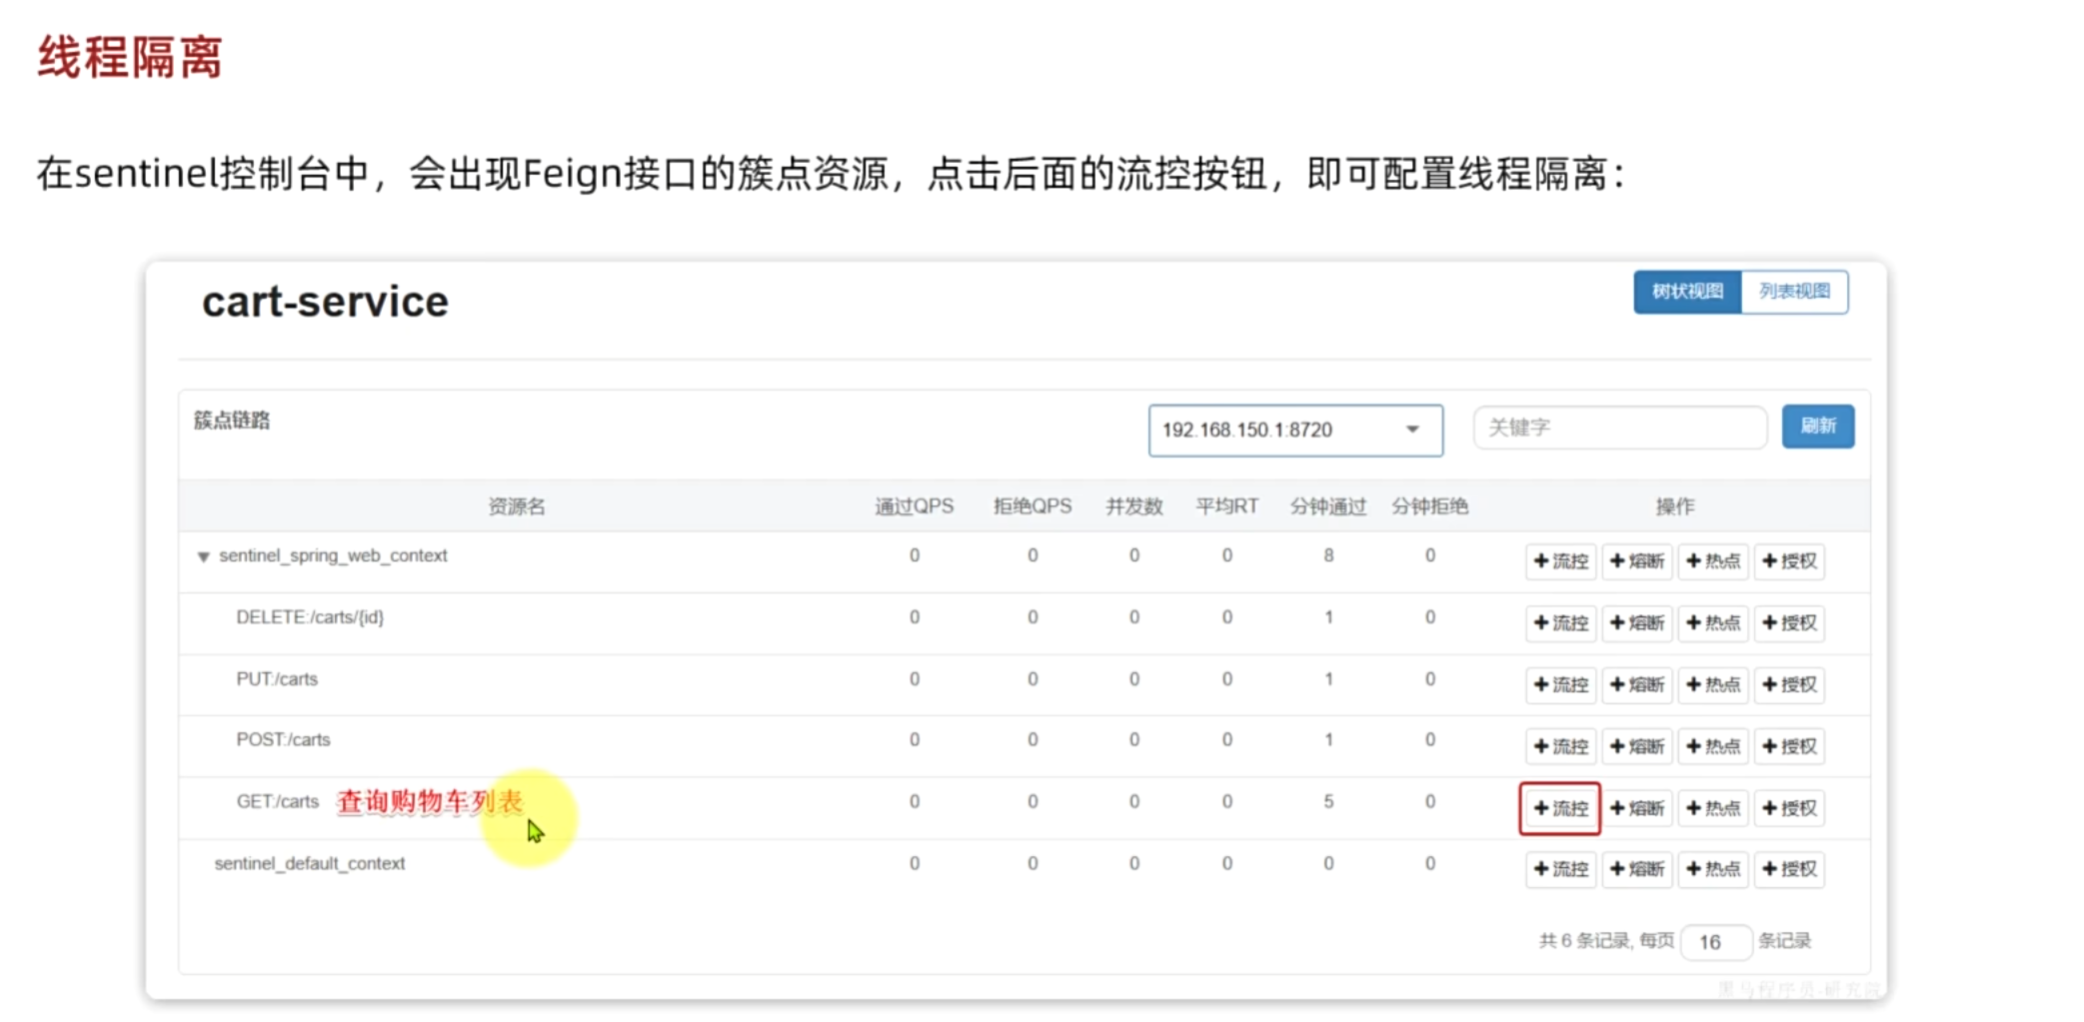 线程隔离
在sentinel控制台中，会出现Feign接口的簇点资源，点击后面的流控按钮，即可配置线程隔离：
cart-service
树状视图 列表视图
簇点链路 192.168.150.1:8720 关键字 刷新
资源名 通过QPS 拒绝QPS 并发数 平均RT 分钟通过 分钟拒绝 操作
sentinel_spring_web_context 0 0 0 0 8 0 +流控 +熔断 +热点 +授权
DELETE:/carts/{id} 0 0 0 0 1 0 +流控 +熔断 +热点 +授权
PUT:/carts 0 0 0 0 1 0 +流控 +熔断 +热点 +授权
POST:/carts 0 0 0 0 1 0 +流控 +熔断 +热点 +授权
GET:/carts 查询购物车列表 0 0 0 0 5 0 +流控 +熔断 +热点 +授权
sentinel_default_context 0 0 0 0 0 0 +流控 +熔断 +热点 +授权
共 6 条记录, 每页 16 条记录
黑马程序员-研究院